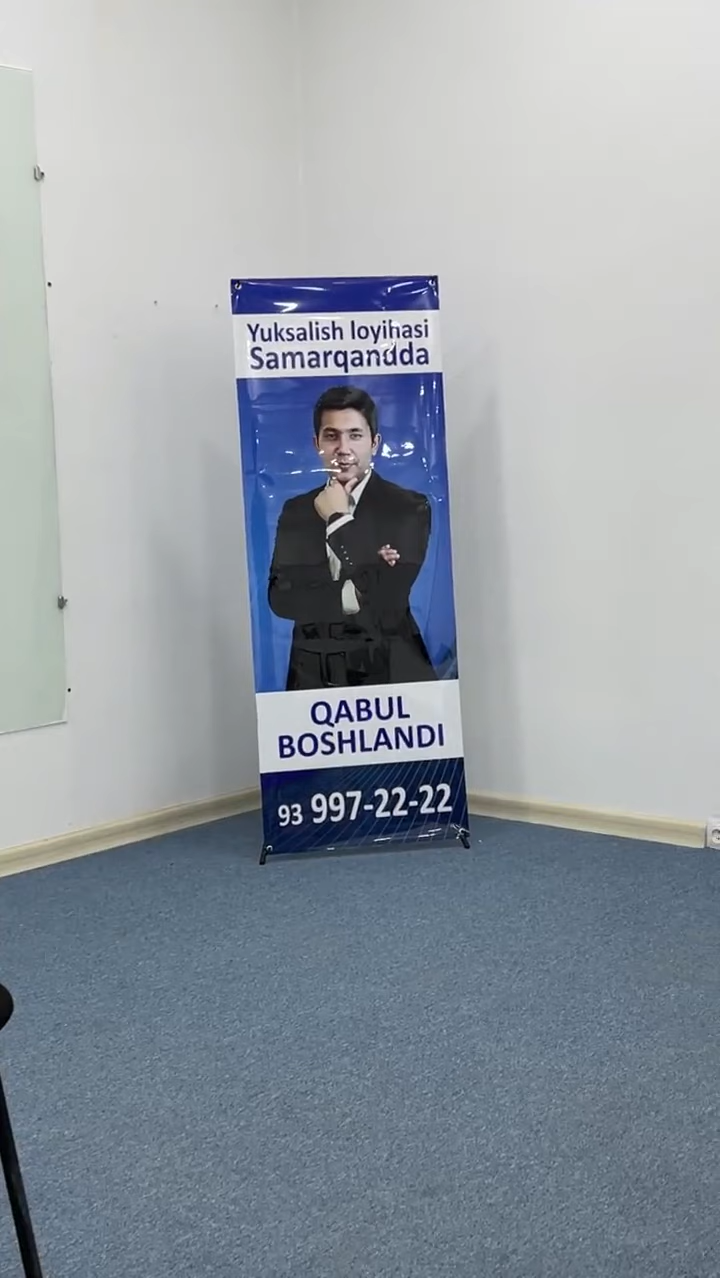 Yuksalish loyihasi
Samarqandda
QABUL
BOSHLANDI
93 997-22-22